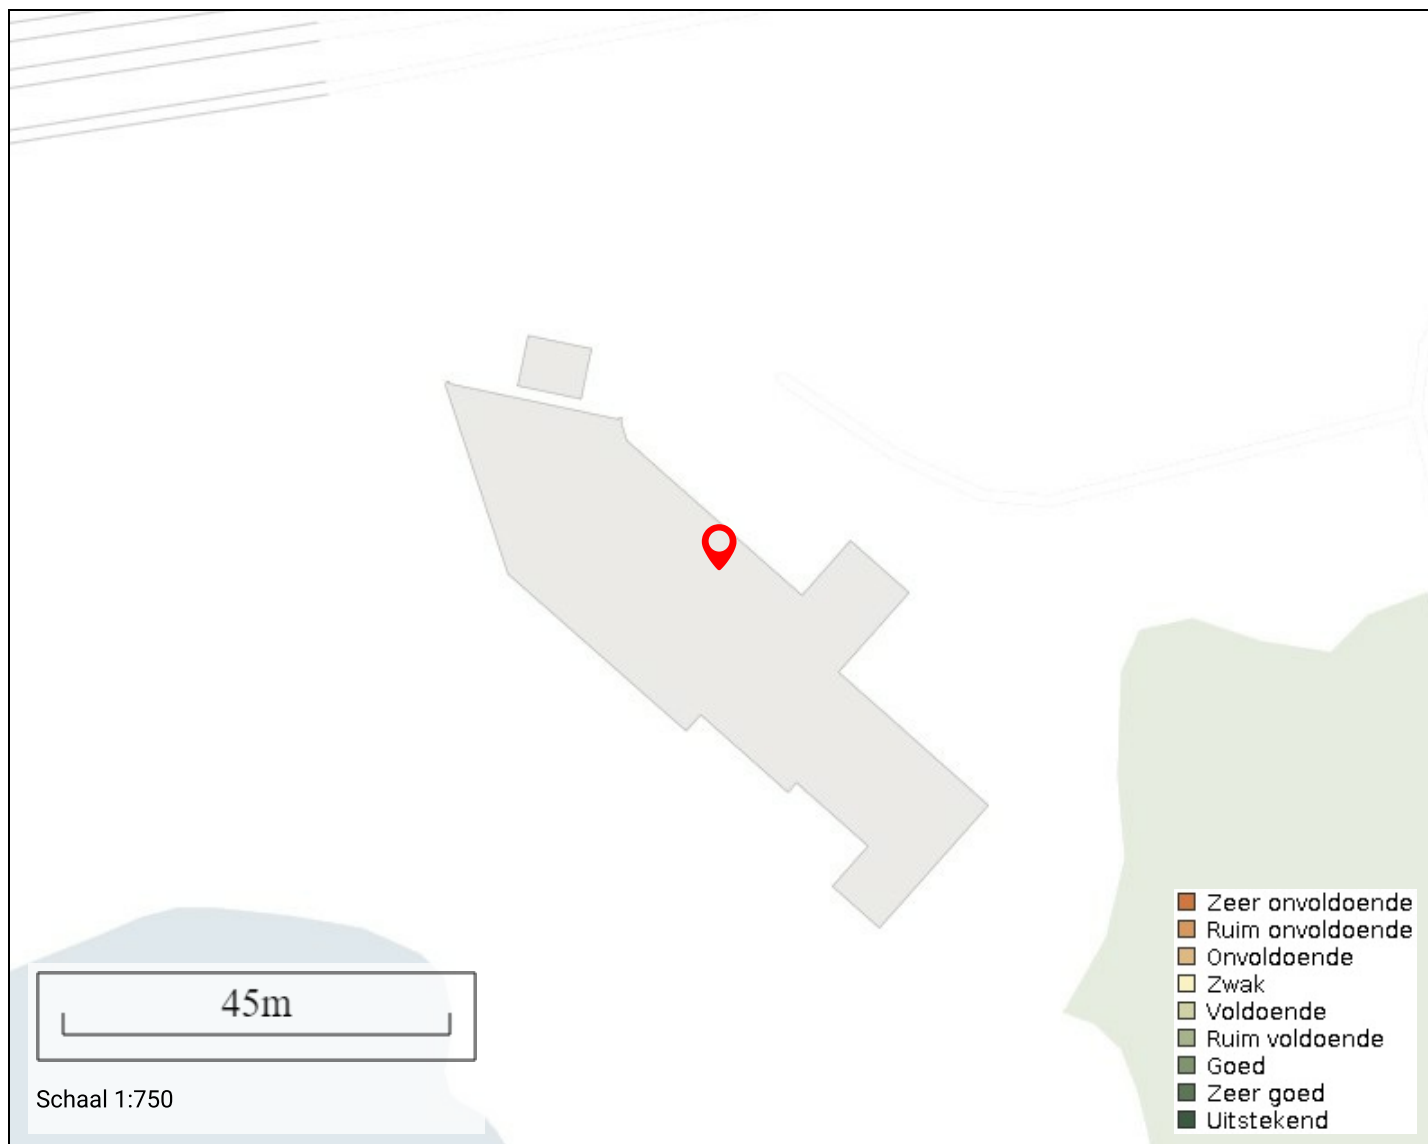 45m
Schaal 1:750
Zeer onvoldoende
Ruim onvoldoende
Onvoldoende
Zwak
Voldoende
Ruim voldoende
Goed
Zeer goed
Uitstekend